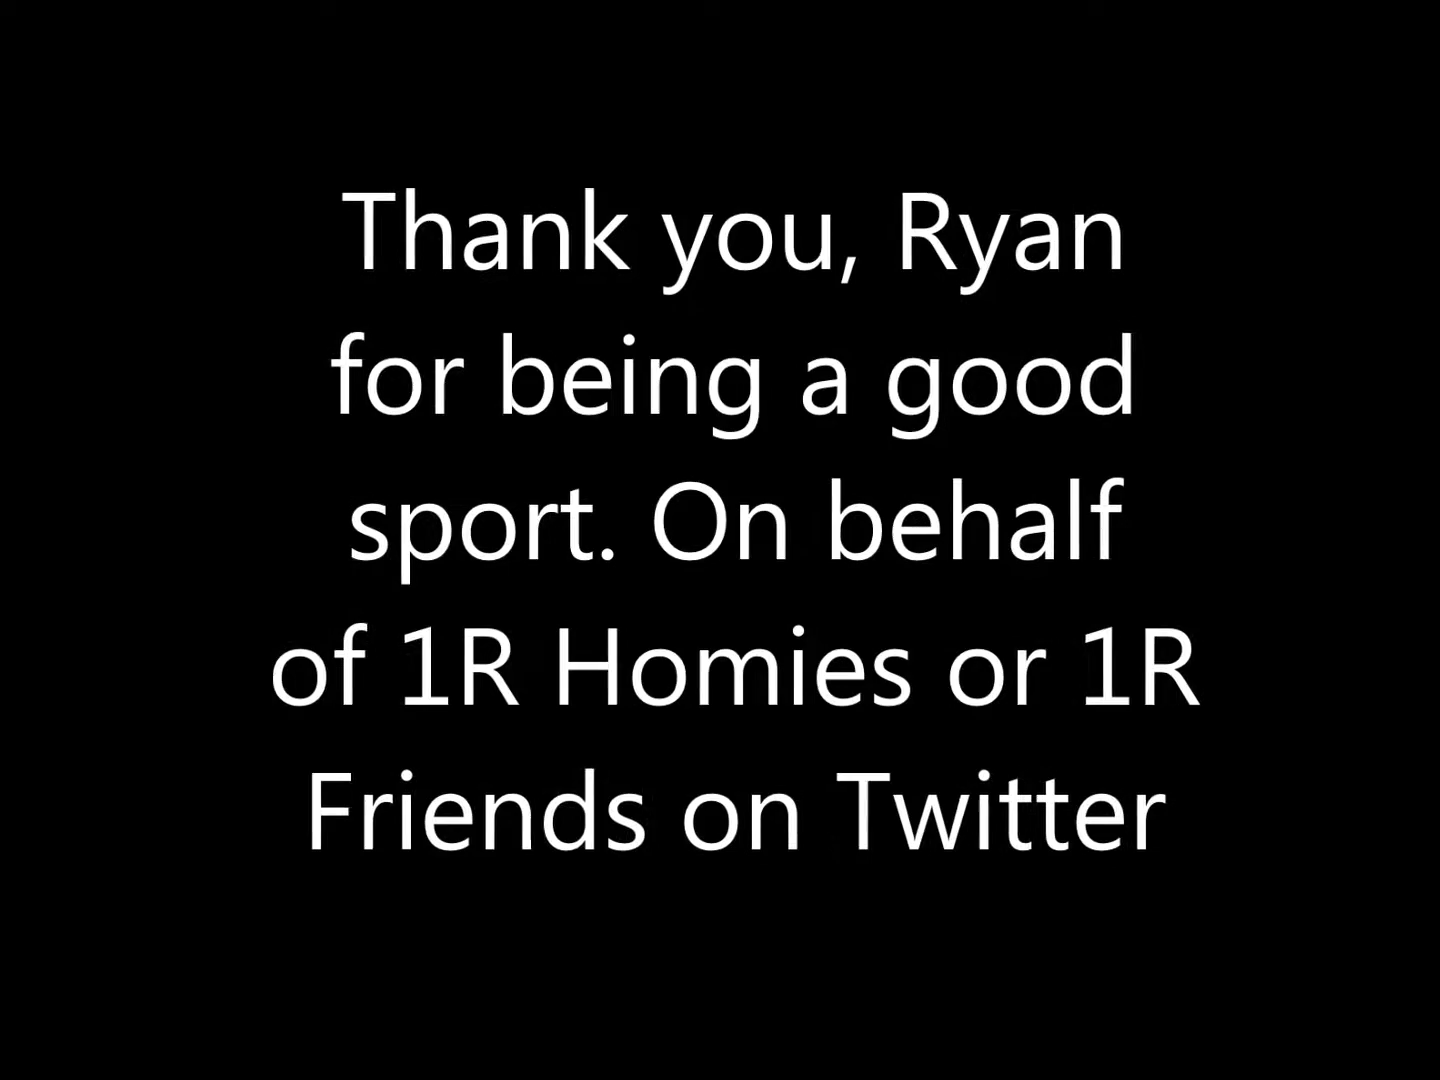 Thank you, Ryan
for being a good
sport. On behalf
of 1R Homies or 1R
Friends on Twitter